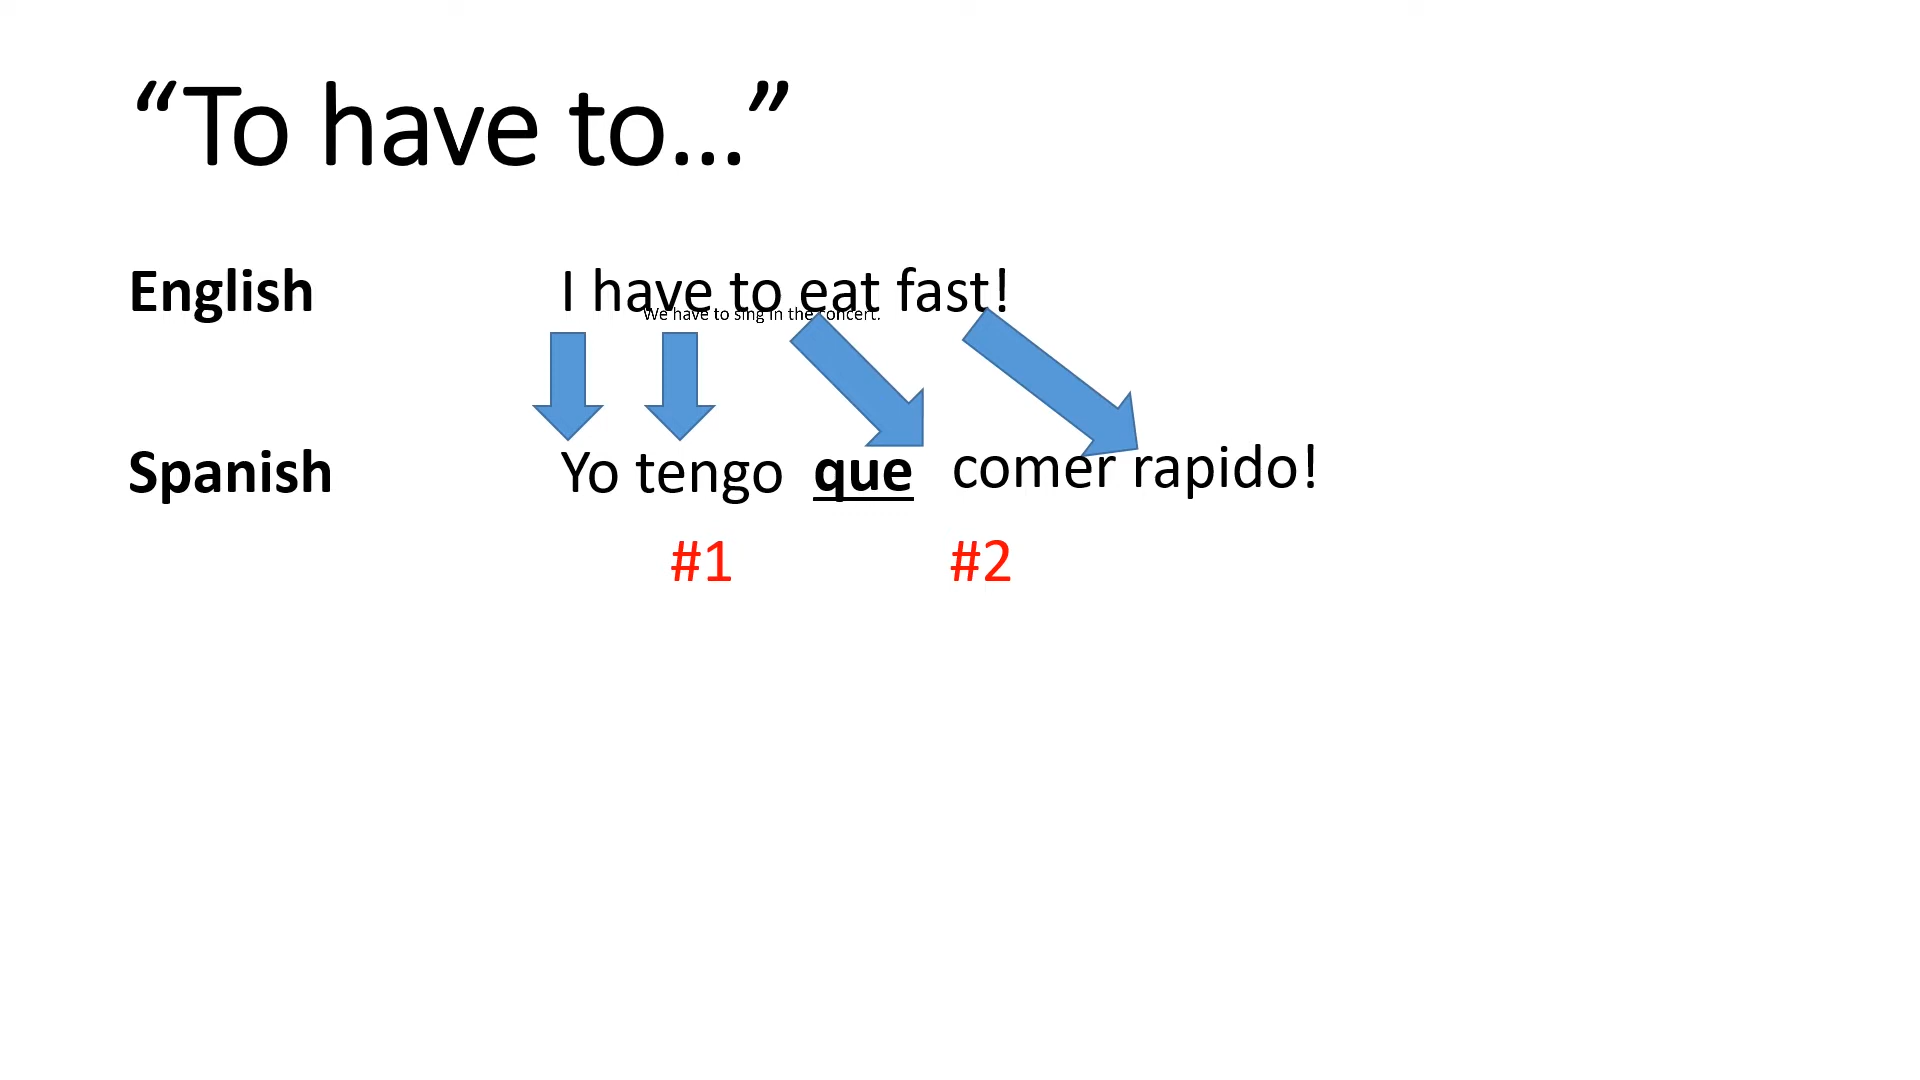 “To have to…”
English I have to eat fast!
We have to sing in the concert.
Spanish Yo tengo que comer rapido!
#1 #2